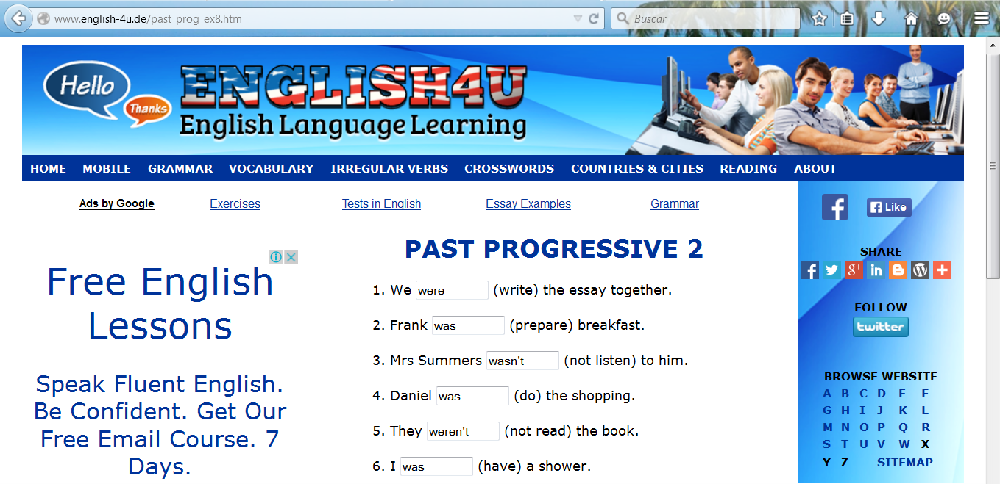 www.english-4u.de/past_prog_ex8.htm Buscar
Hello
Thanks
ENGLISH4U
English Language Learning
HOME MOBILE GRAMMAR VOCABULARY IRREGULAR VERBS CROSSWORDS COUNTRIES & CITIES READING ABOUT
Ads by Google Exercises Tests in English Essay Examples Grammar
Free English
Lessons
Speak Fluent English.
Be Confident. Get Our
Free Email Course. 7
Days.
PAST PROGRESSIVE 2
1. We were (write) the essay together.
2. Frank was (prepare) breakfast.
3. Mrs Summers wasn't (not listen) to him.
4. Daniel was (do) the shopping.
5. They weren't (not read) the book.
6. I was (have) a shower.
f Like
SHARE
FOLLOW
twitter
BROWSE WEBSITE
A B C D E F
G H I J K L
M N O P Q R
S T U V W X
Y Z SITEMAP